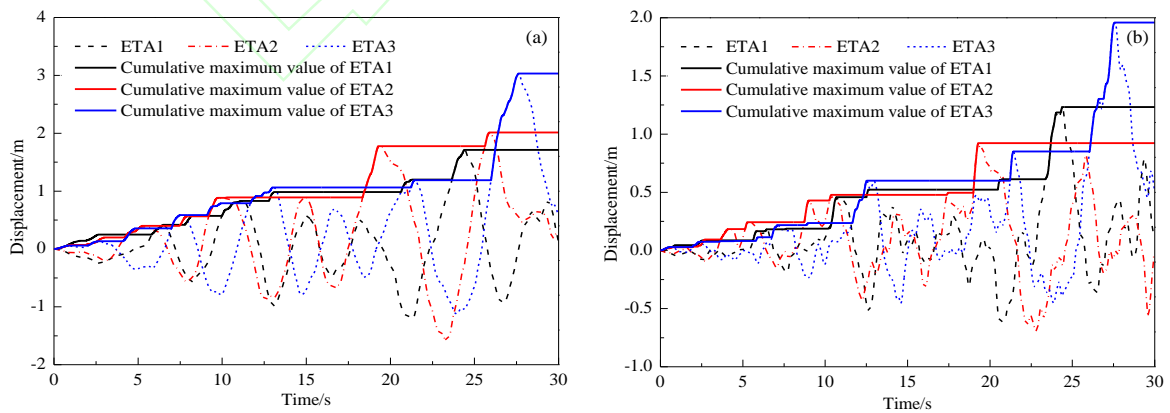 4
3
2
1
0
-1
-2
Displacement/m
(a)
ETA1 ETA2 ETA3
Cumulative maximum value of ETA1
Cumulative maximum value of ETA2
Cumulative maximum value of ETA3
0 5 10 15 20 25 30
Time/s
2.0
1.5
1.0
0.5
0.0
-0.5
-1.0
Displacement/m
(b)
ETA1 ETA2 ETA3
Cumulative maximum value of ETA1
Cumulative maximum value of ETA2
Cumulative maximum value of ETA3
0 5 10 15 20 25 30
Time/s